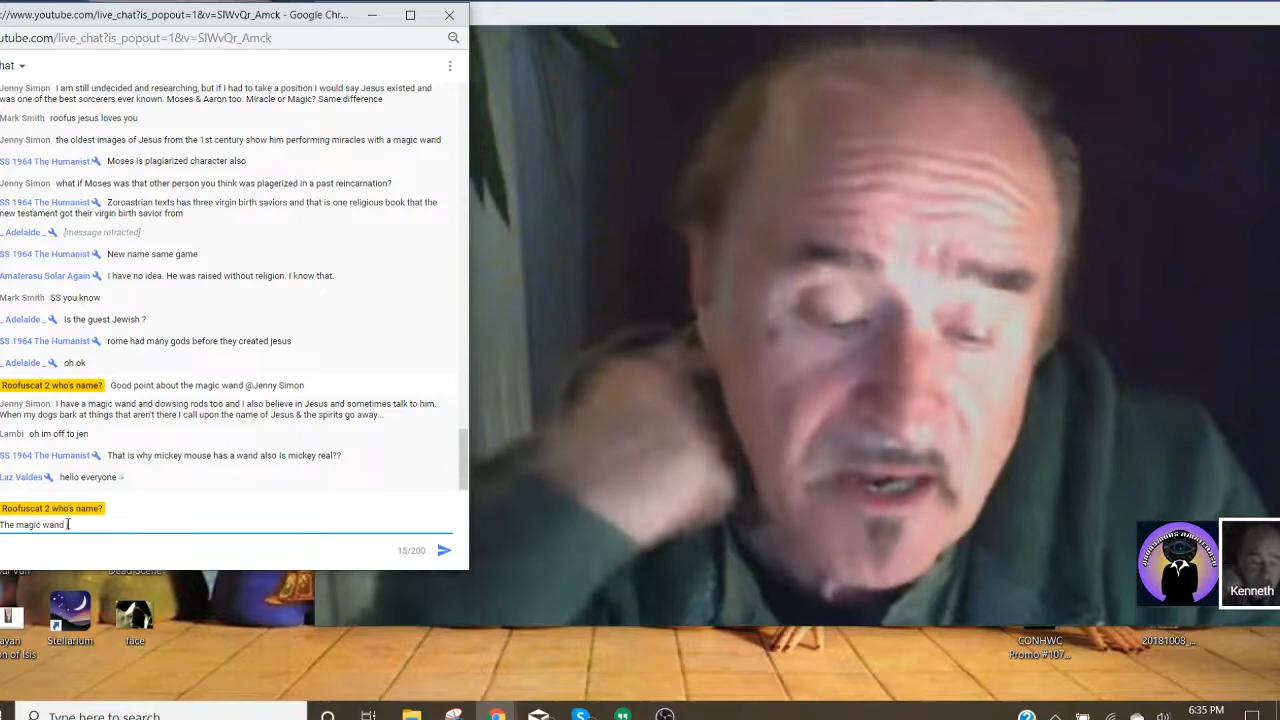 ://www.youtube.com/live_chat?is_popout=1&v=SlWvQr_Amck - Google Chr...
utube.com/live_chat?is_popout=1&v=SlWvQr_Amck
hat
Jenny Simon I am still undecided and researching, but if I had to take a position I would say Jesus existed and
was one of the best sorcerers ever known. Moses & Aaron too. Miracle or Magic? Same difference
Mark Smith roofus jesus loves you
Jenny Simon the oldest images of Jesus from the 1st century show him performing miracles with a magic wand
SS 1964 The Humanist Moses is plagiarized character also
Jenny Simon what if Moses was that other person you think was plagerized in a past reincarnation?
SS 1964 The Humanist Zoroastrian texts has three virgin birth saviors and that is one religious book that the
new testament got their virgin birth savior from
_ Adelaide _ [message retracted]
SS 1964 The Humanist New name same game
Amaterasu Solar Again I have no idea. He was raised without religion. I know that.
Mark Smith SS you know
_ Adelaide _ Is the guest Jewish ?
SS 1964 The Humanist rome had many gods before they created jesus
_ Adelaide _ oh ok
Roofuscat 2 who's name? Good point about the magic wand @Jenny Simon
Jenny Simon I have a magic wand and dowsing rods too and I also believe in Jesus and sometimes talk to him.
When my dogs bark at things that aren't there I call upon the name of Jesus & the spirits go away...
Lambi oh im off to jen
SS 1964 The Humanist That is why mickey mouse has a wand also Is mickey real??
Laz Valdes hello everyone
Roofuscat 2 who's name?
The magic wand
15/200
Kenneth
ayan
on of Isis
Stellarium
face
CONHWC
Promo #107...
20181008_...
Type here to search
6:35 PM